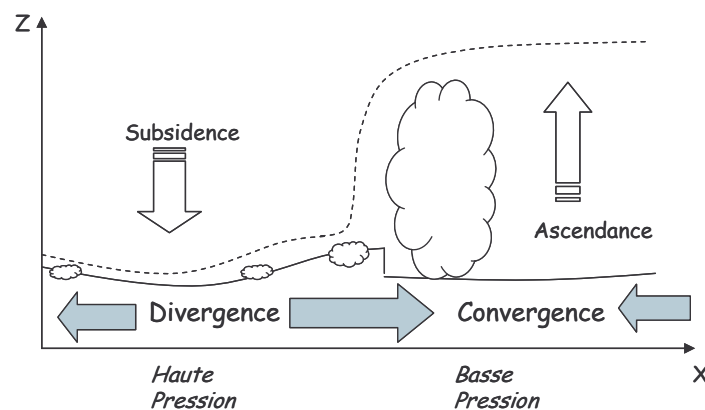 Z
Subsidence
Ascendance
Divergence
Convergence
X
Haute
Pression
Basse
Pression